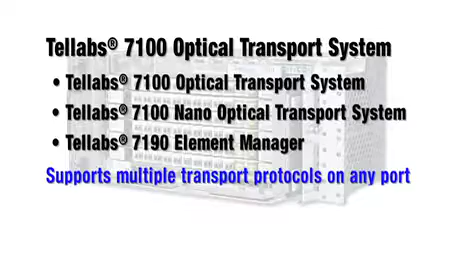 Tellabs® 7100 Optical Transport System
• Tellabs® 7100 Optical Transport System
• Tellabs® 7100 Nano Optical Transport System
• Tellabs® 7190 Element Manager
Supports multiple transport protocols on any port